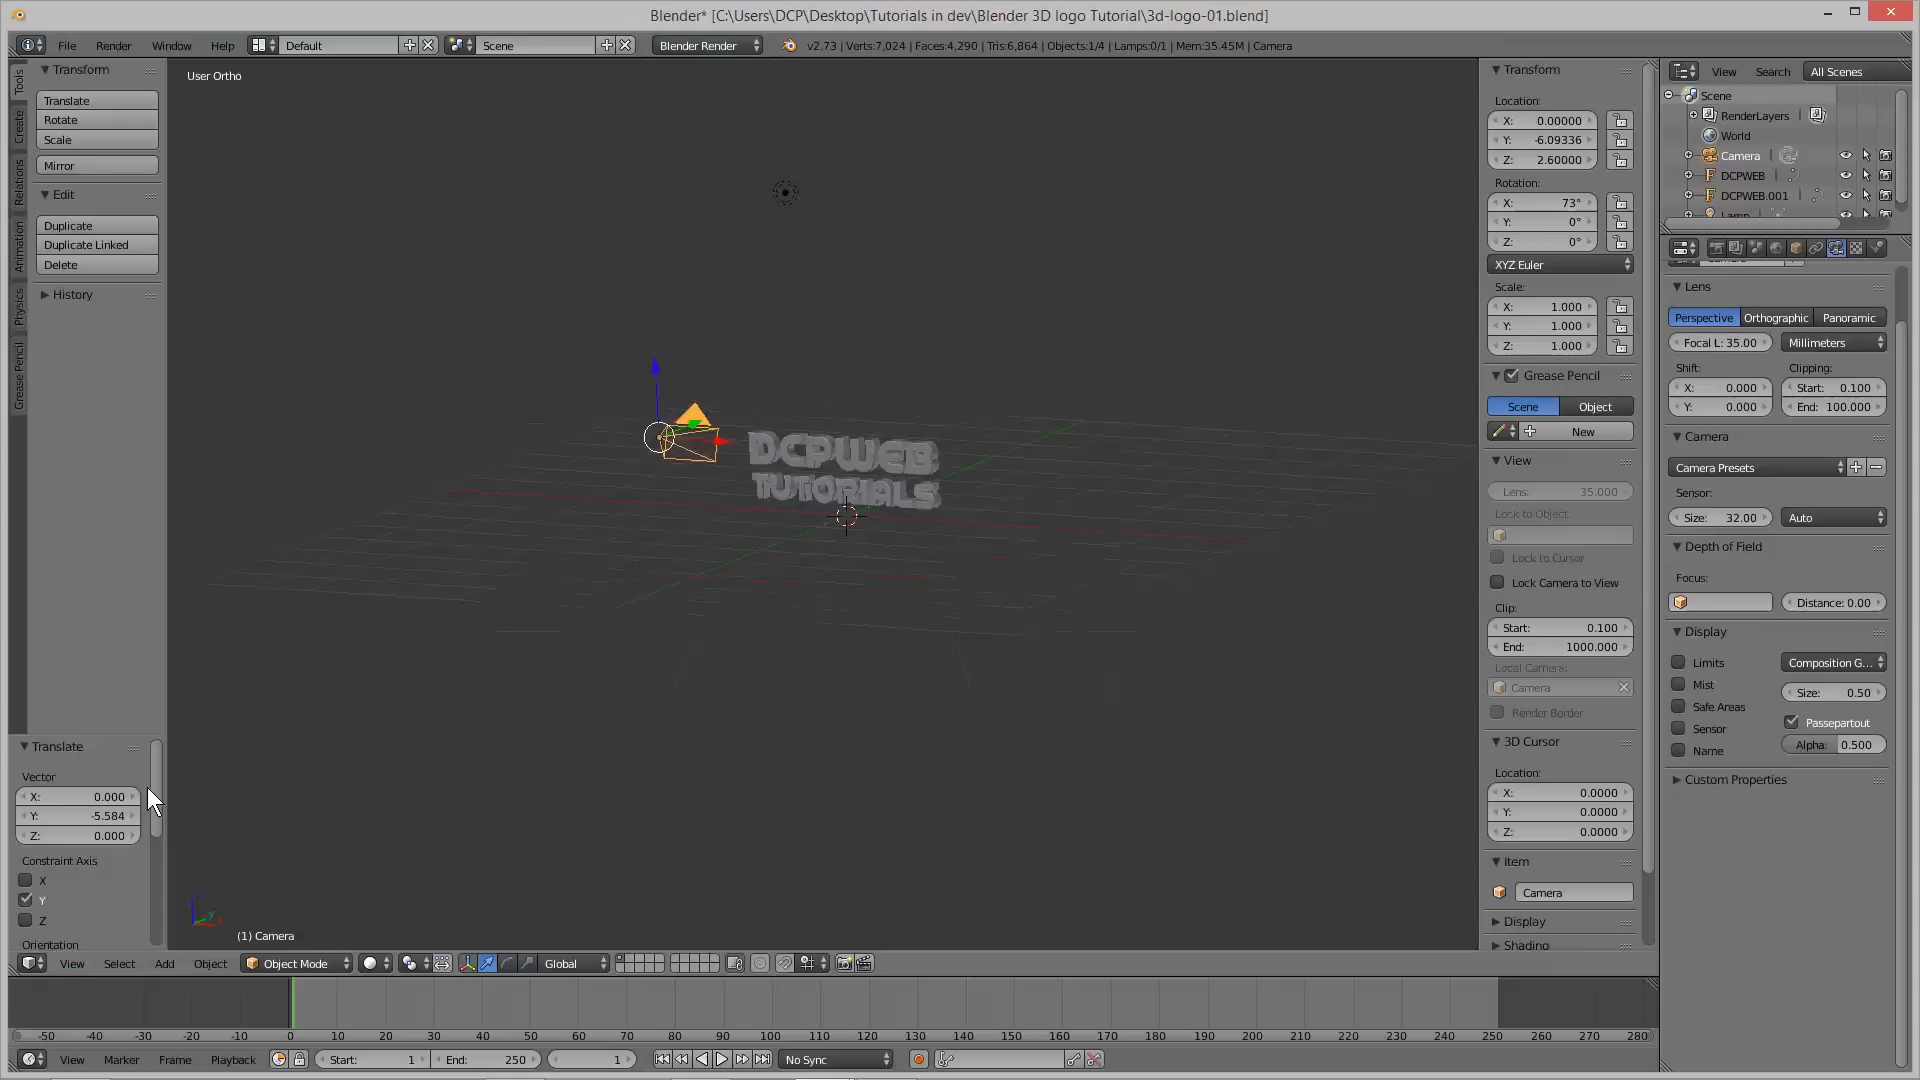 Blender* [C:\Users\DCP\Desktop\Tutorials in dev\Blender 3D logo Tutorial\3d-logo-01.blend]
File Render Window Help Default Scene Blender Render v2.73 | Verts:7,024 | Faces:4,290 | Tris:6,864 | Objects:1/4 | Lamps:0/1 | Mem:35.45M | Camera
Tools
Create
Relations
Animation
Physics
Grease Pencil
Transform
Translate
Rotate
Scale
Mirror
Edit
Duplicate
Duplicate Linked
Delete
History
Translate
Vector
X: 0.000
Y: -5.584
Z: 0.000
Constraint Axis
X
Y
Z
Orientation
User Ortho
DCPWEB
TUTORIALS
(1) Camera
Transform
Location:
X: 0.00000
Y: -6.09336
Z: 2.60000
Rotation:
X: 73°
Y: 0°
Z: 0°
XYZ Euler
Scale:
X: 1.000
Y: 1.000
Z: 1.000
Grease Pencil
Scene Object
New
View
Lens: 35.000
Lock to Object:
Lock to Cursor
Lock Camera to View
Clip:
Start: 0.100
End: 1000.000
Local Camera:
Camera
Render Border
3D Cursor
Location:
X: 0.0000
Y: 0.0000
Z: 0.0000
Item
Camera
Display
Shading
View Search All Scenes
Scene
RenderLayers
World
Camera
DCPWEB
DCPWEB.001
Lamp
Lens
Perspective Orthographic Panoramic
Focal L: 35.00 Millimeters
Shift: Clipping:
X: 0.000 Start: 0.100
Y: 0.000 End: 100.000
Camera
Camera Presets
Sensor:
Size: 32.00 Auto
Depth of Field
Focus:
Distance: 0.00
Display
Limits Composition G...
Mist Size: 0.50
Safe Areas
Sensor Passepartout
Name Alpha: 0.500
Custom Properties
View Select Add Object Object Mode Global
-50 -40 -30 -20 -10 0 10 20 30 40 50 60 70 80 90 100 110 120 130 140 150 160 170 180 190 200 210 220 230 240 250 260 270 280
View Marker Frame Playback Start: 1 End: 250 1 No Sync